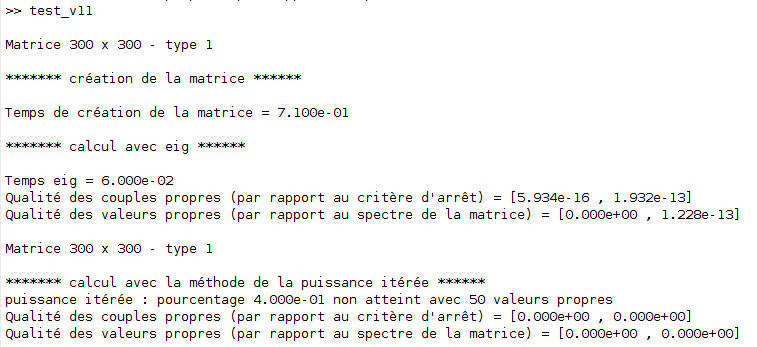 >> test_v11
Matrice 300 x 300 - type 1
******* création de la matrice ******
Temps de création de la matrice = 7.100e-01
******* calcul avec eig ******
Temps eig = 6.000e-02
Qualité des couples propres (par rapport au critère d'arrêt) = [5.934e-16 , 1.932e-13]
Qualité des valeurs propres (par rapport au spectre de la matrice) = [0.000e+00 , 1.228e-13]
Matrice 300 x 300 - type 1
******* calcul avec la méthode de la puissance itérée ******
puissance itérée : pourcentage 4.000e-01 non atteint avec 50 valeurs propres
Qualité des couples propres (par rapport au critère d'arrêt) = [0.000e+00 , 0.000e+00]
Qualité des valeurs propres (par rapport au spectre de la matrice) = [0.000e+00 , 0.000e+00]